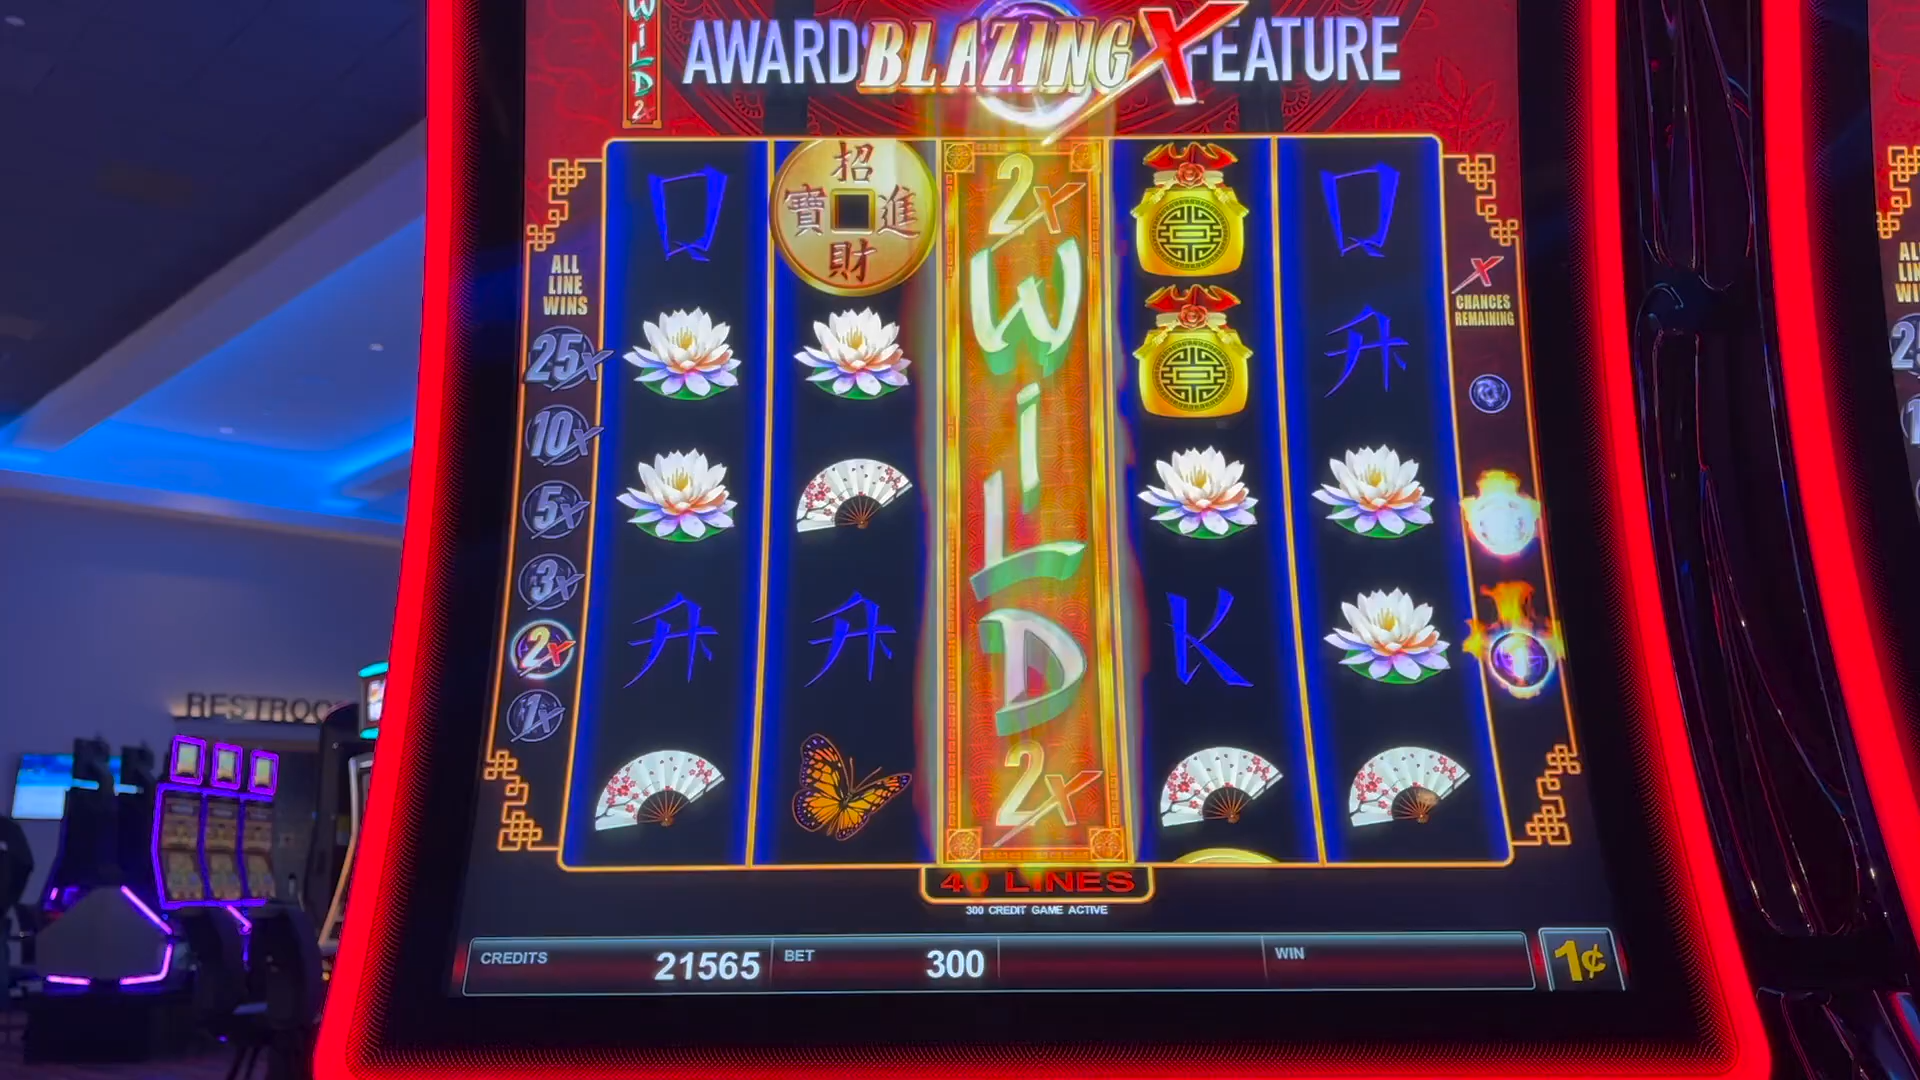 WiLD 2x
AWARD BLAZING X FEATURE
Q
招
寶 進
財
2x
WiLD
2x
Q
ALL
LINE
WINS
25x
10x
5x
3x
2x
1x
X
CHANCES
REMAINING
A
A
A
K
40 LINES
300 CREDIT GAME ACTIVE
CREDITS 21565
BET 300
WIN
1¢
RESTROO